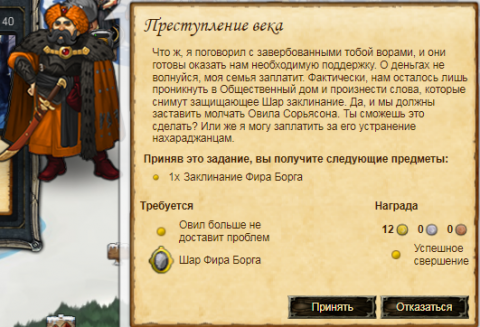 40
Преступление века
Что ж, я поговорил с завербованными тобой ворами, и они
готовы оказать нам необходимую поддержку. О деньгах не
волнуйся, моя семья заплатит. Фактически, нам осталось лишь
проникнуть в Общественный дом и произнести слова, которые
снимут защищающее Шар заклинание. Да, и мы должны
заставить молчать Овила Сорьясона. Ты сможешь это
сделать? Или же я могу заплатить за его устранение
нахараджанцам.
Приняв это задание, вы получите следующие предметы:
1x Заклинание Фира Борга
Требуется
Овил больше не
доставит проблем
Шар Фира Борга
Награда
12 0 0
Успешное
свершение
Принять
Отказаться